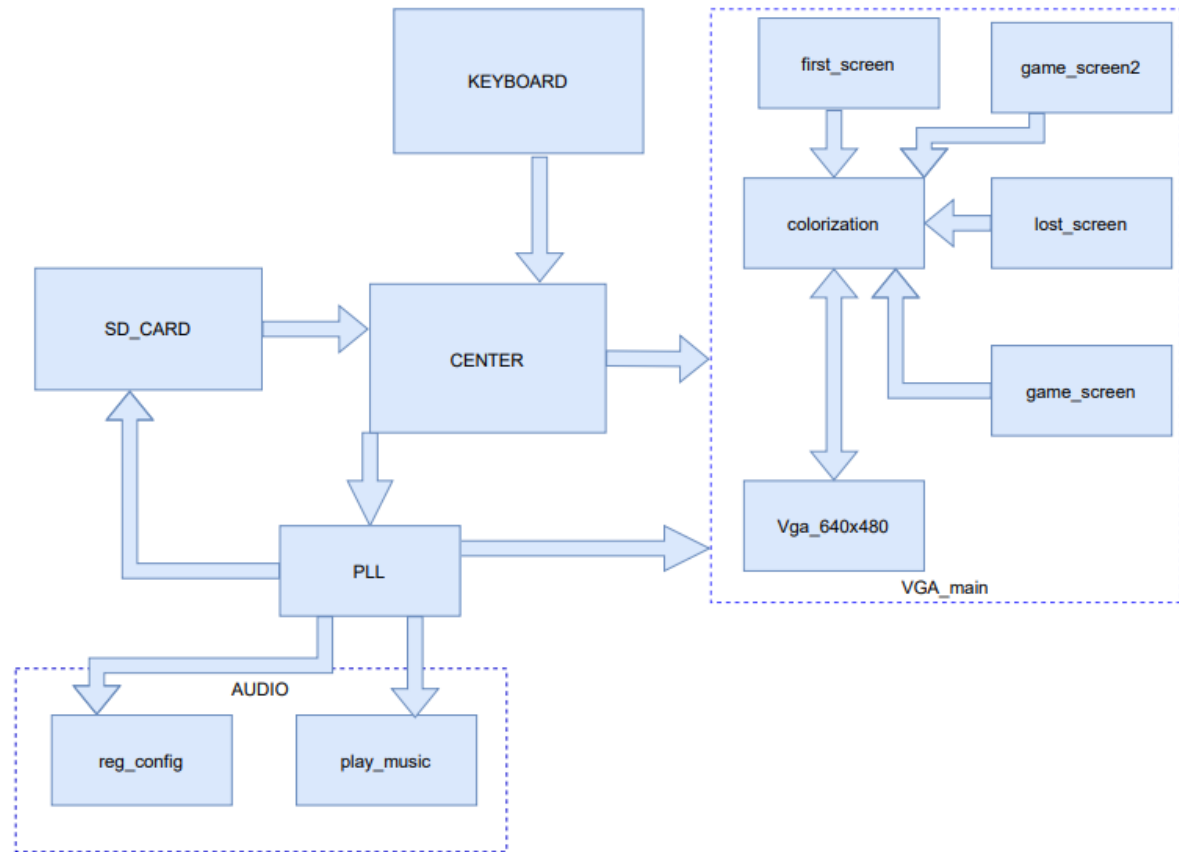 KEYBOARD
first_screen
game_screen2
colorization
lost_screen
SD_CARD
CENTER
game_screen
Vga_640x480
PLL
VGA_main
AUDIO
reg_config
play_music